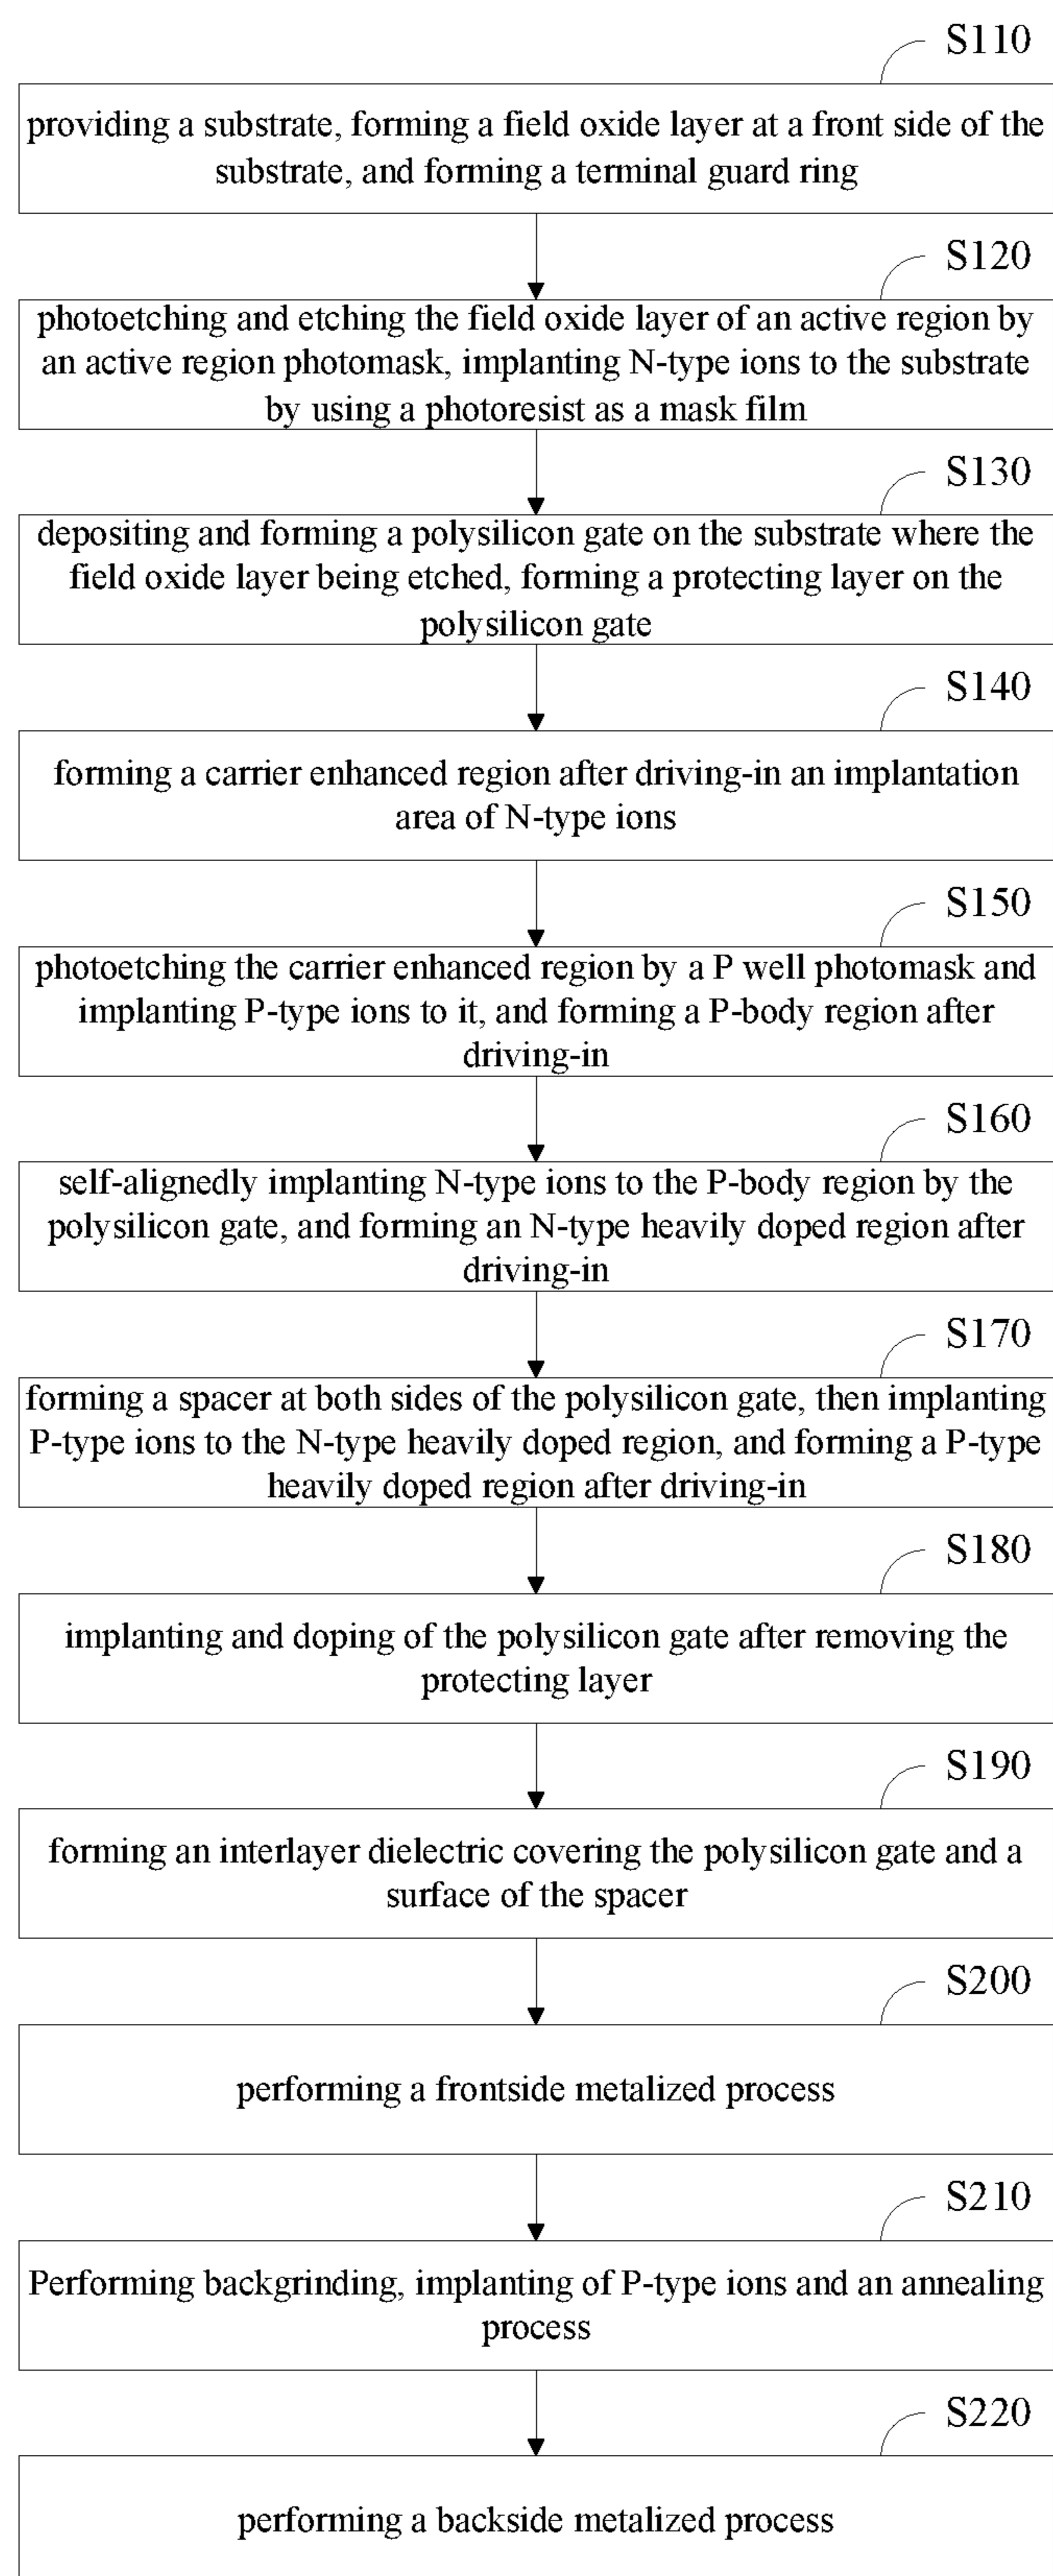 S110
providing a substrate, forming a field oxide layer at a front side of the
substrate, and forming a terminal guard ring
S120
photoetching and etching the field oxide layer of an active region by
an active region photomask, implanting N-type ions to the substrate
by using a photoresist as a mask film
S130
depositing and forming a polysilicon gate on the substrate where the
field oxide layer being etched, forming a protecting layer on the
polysilicon gate
S140
forming a carrier enhanced region after driving-in an implantation
area of N-type ions
S150
photoetching the carrier enhanced region by a P well photomask and
implanting P-type ions to it, and forming a P-body region after
driving-in
S160
self-alignedly implanting N-type ions to the P-body region by the
polysilicon gate, and forming an N-type heavily doped region after
driving-in
S170
forming a spacer at both sides of the polysilicon gate, then implanting
P-type ions to the N-type heavily doped region, and forming a P-type
heavily doped region after driving-in
S180
implanting and doping of the polysilicon gate after removing the
protecting layer
S190
forming an interlayer dielectric covering the polysilicon gate and a
surface of the spacer
S200
performing a frontside metalized process
S210
Performing backgrinding, implanting of P-type ions and an annealing
process
S220
performing a backside metalized process